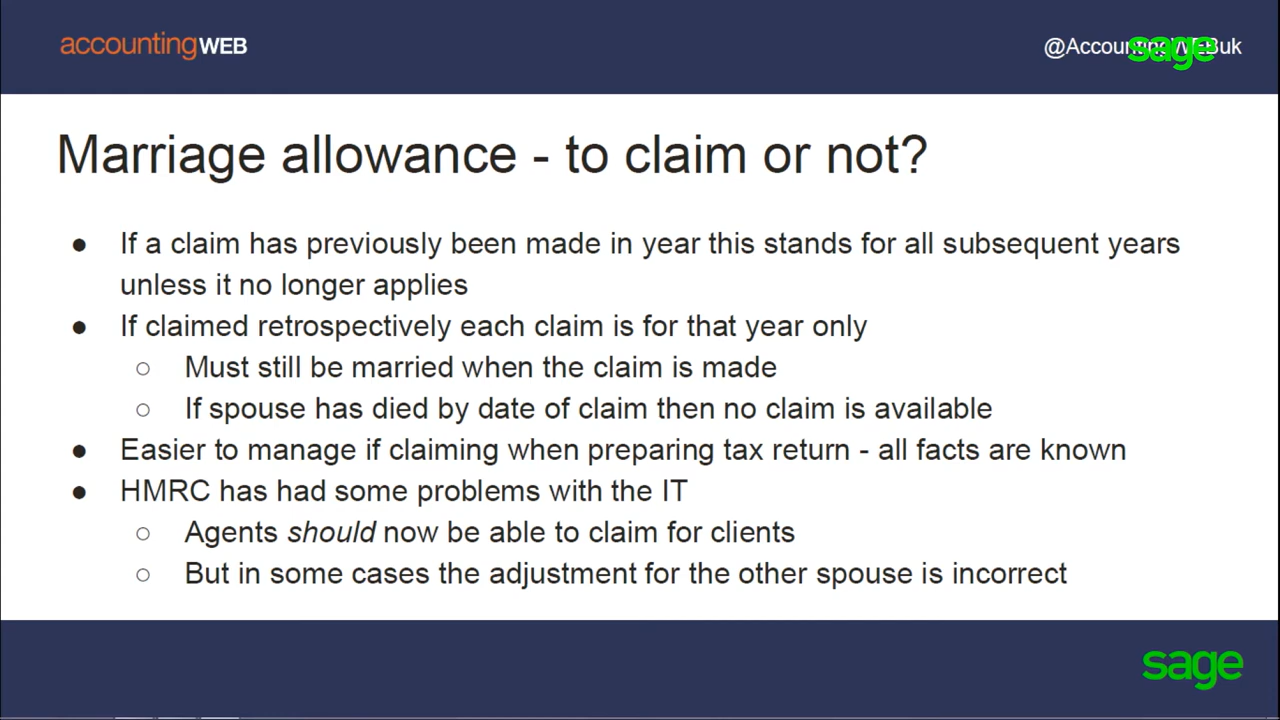 accountingWEB
@AccountingWEBuk
sage
Marriage allowance - to claim or not?
● If a claim has previously been made in year this stands for all subsequent years
unless it no longer applies
● If claimed retrospectively each claim is for that year only
○ Must still be married when the claim is made
○ If spouse has died by date of claim then no claim is available
● Easier to manage if claiming when preparing tax return - all facts are known
● HMRC has had some problems with the IT
○ Agents should now be able to claim for clients
○ But in some cases the adjustment for the other spouse is incorrect
sage